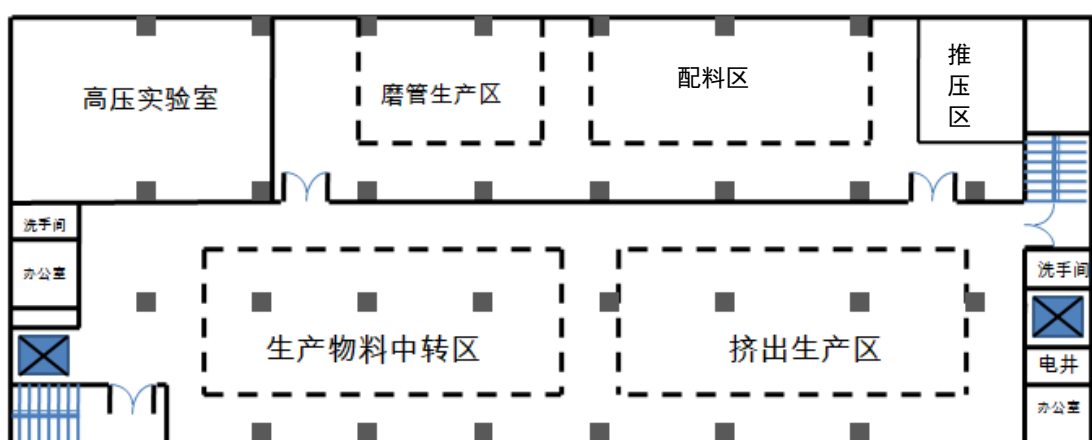 高压实验室
磨管生产区
配料区
推
压
区
洗手间
办公室
生产物料中转区
挤出生产区
洗手间
电井
办公室